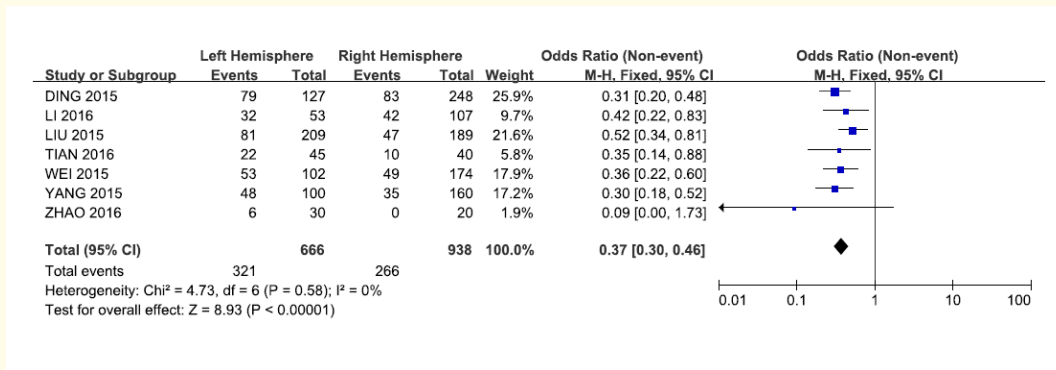 Left Hemisphere Right Hemisphere Odds Ratio (Non-event) Odds Ratio (Non-event)
Study or Subgroup Events Total Events Total Weight M-H, Fixed, 95% CI M-H, Fixed, 95% CI
DING 2015 79 127 83 248 25.9% 0.31 [0.20, 0.48]
LI 2016 32 53 42 107 9.7% 0.42 [0.22, 0.83]
LIU 2015 81 209 47 189 21.6% 0.52 [0.34, 0.81]
TIAN 2016 22 45 10 40 5.8% 0.35 [0.14, 0.88]
WEI 2015 53 102 49 174 17.9% 0.36 [0.22, 0.60]
YANG 2015 48 100 35 160 17.2% 0.30 [0.18, 0.52]
ZHAO 2016 6 30 0 20 1.9% 0.09 [0.00, 1.73]
Total (95% CI) 666 938 100.0% 0.37 [0.30, 0.46]
Total events 321 266
Heterogeneity: Chi² = 4.73, df = 6 (P = 0.58); I² = 0%
Test for overall effect: Z = 8.93 (P < 0.00001)
0.01 0.1 1 10 100